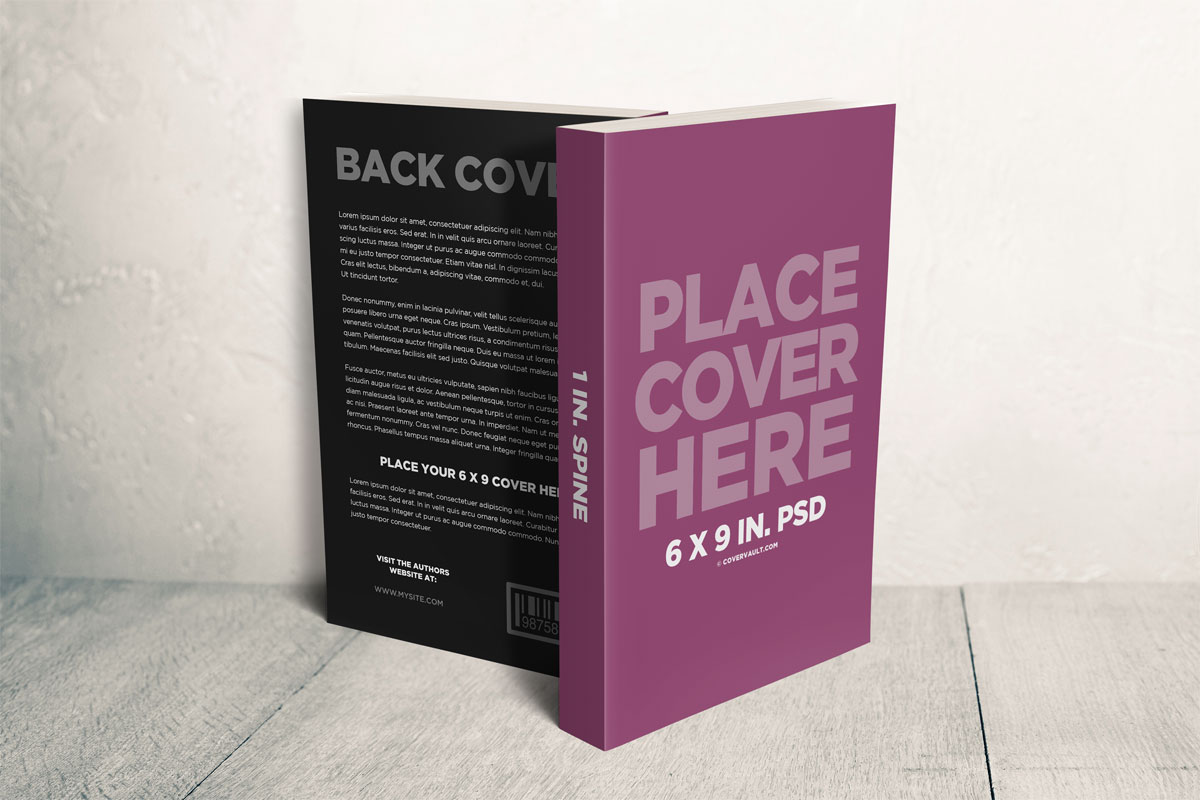 BACK COVE
Lorem ipsum dolor sit amet, consectetuer adipiscing elit. Nam nibh
varius facilisis eros. Sed erat. In in velit quis arcu ornare laoreet. Cur
scing luctus massa. Integer ut purus ac augue commodo commodo
mi eu justo tempor consectetuer. Etiam vitae nisl. In dignissim lacus
Cras elit lectus, bibendum a, adipiscing vitae, commodo et, dui.
Ut tincidunt tortor.
Donec nonummy, enim in lacinia pulvinar, velit tellus scelerisque au
posuere libero urna eget neque. Cras ipsum. Vestibulum pretium, le
venenatis volutpat, purus lectus ultrices risus, a condimentum risus
quam. Pellentesque auctor fringilla neque. Duis eu massa ut lorem
tibulum. Maecenas facilisis elit sed justo. Quisque volutpat malesua
Fusce auctor, metus eu ultricies vulputate, sapien nibh faucibus ligu
licitudin augue risus et dolor. Aenean pellentesque, tortor in cursus
diam malesuada ligula, ac vestibulum neque turpis ut enim. Cras or
ac nisi. Praesent laoreet ante tempor urna. In imperdiet. Nam ut me
fermentum nonummy. Cras vel nunc. Donec feugiat neque eget pu
rhoncus. Phasellus tempus massa aliquet urna. Integer fringilla qua
PLACE YOUR 6 X 9 COVER HE
Lorem ipsum dolor sit amet, consectetuer adipiscing elit. Nam nibh
facilisis eros. Sed erat. In in velit quis arcu ornare laoreet. Curabitur
luctus massa. Integer ut purus ac augue commodo commodo. Nun
justo tempor consectetuer.
VISIT THE AUTHORS
WEBSITE AT:
WWW.MYSITE.COM
98758
1 IN. SPINE
PLACE
COVER
HERE
6 X 9 IN. PSD
© COVERVAULT.COM